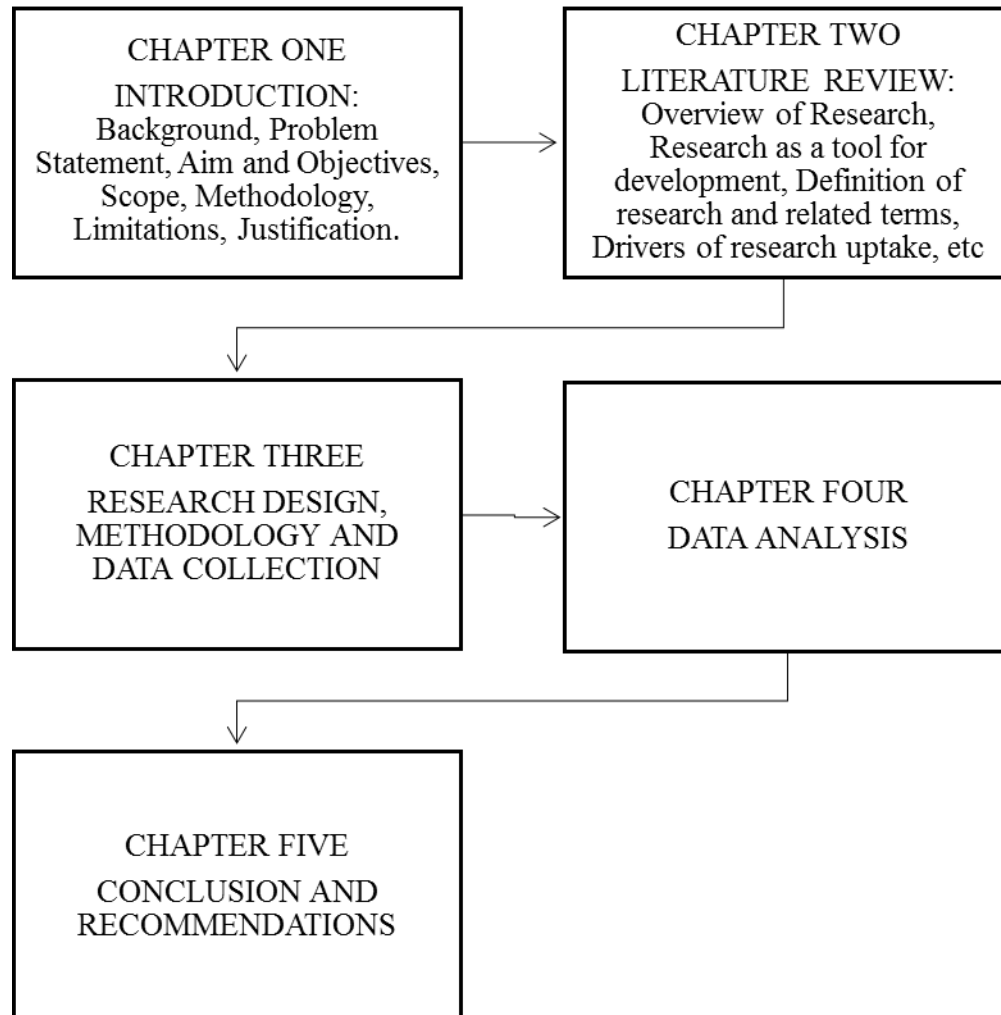 CHAPTER ONE
INTRODUCTION:
Background, Problem
Statement, Aim and Objectives,
Scope, Methodology,
Limitations, Justification.
CHAPTER TWO
LITERATURE REVIEW:
Overview of Research,
Research as a tool for
development, Definition of
research and related terms,
Drivers of research uptake, etc
CHAPTER THREE
RESEARCH DESIGN,
METHODOLOGY AND
DATA COLLECTION
CHAPTER FOUR
DATA ANALYSIS
CHAPTER FIVE
CONCLUSION AND
RECOMMENDATIONS